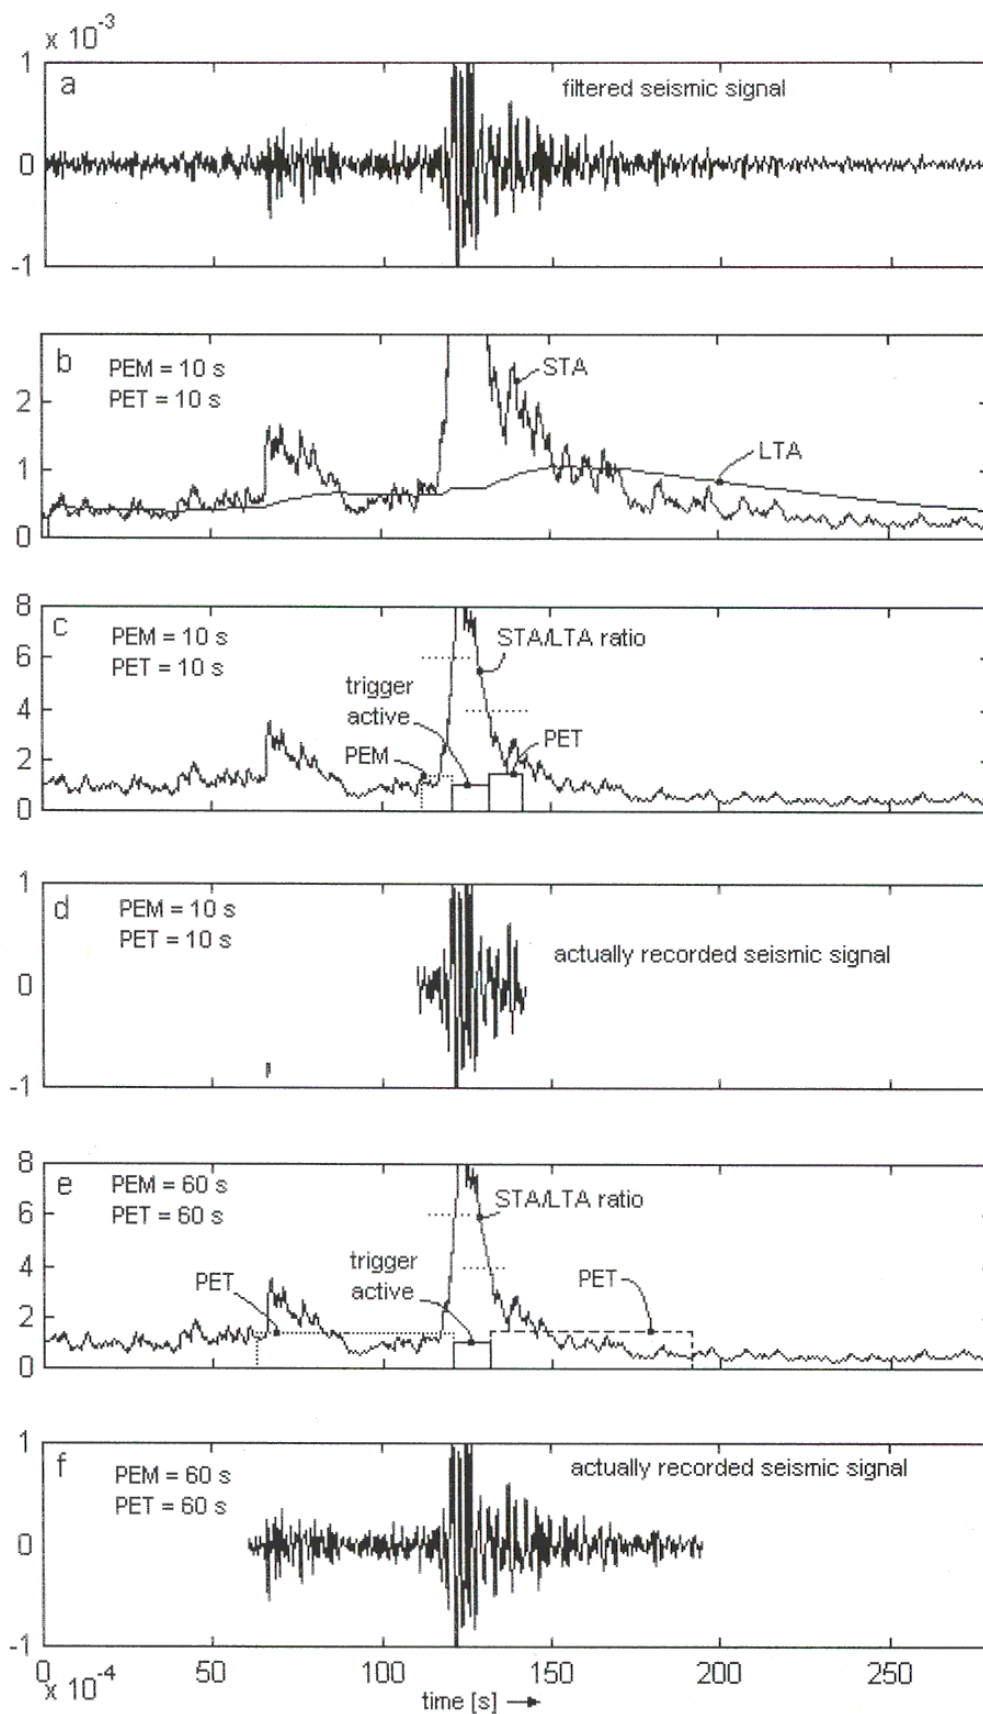 x 10⁻³
1
a
filtered seismic signal
0
-1
b
PEM = 10 s
PET = 10 s
STA
2
LTA
1
0
8
c
PEM = 10 s
PET = 10 s
STA/LTA ratio
6
trigger
active
4
PEM
PET
2
0
1
d
PEM = 10 s
PET = 10 s
actually recorded seismic signal
0
-1
8
e
PEM = 60 s
PET = 60 s
STA/LTA ratio
6
trigger
active
4
PET
PET
2
0
1
f
PEM = 60 s
PET = 60 s
actually recorded seismic signal
0
-1
0 50 100 150 200 250
x 10⁻⁴
time [s]